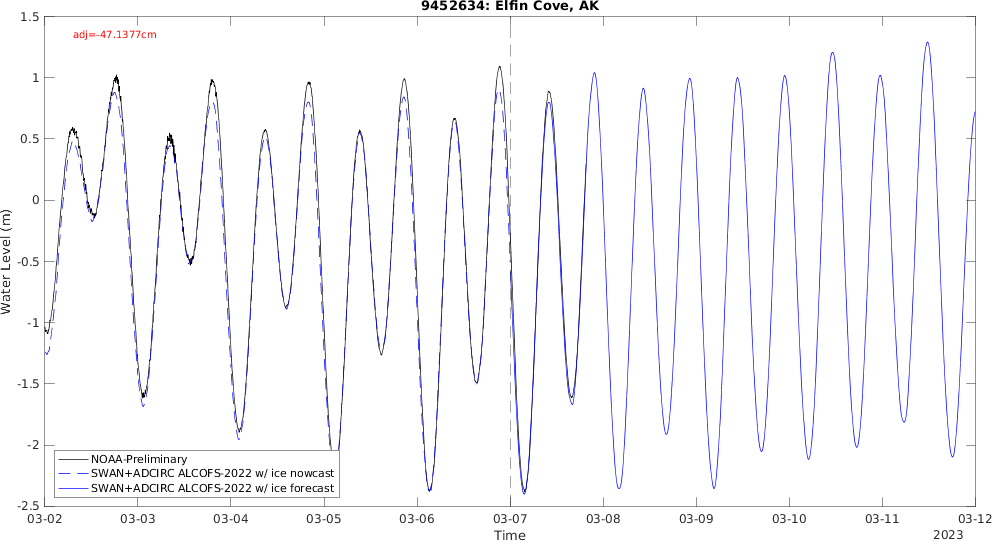 9452634: Elfin Cove, AK
adj=-47.1377cm
Water Level (m)
1.5
1
0.5
0
-0.5
-1
-1.5
-2
-2.5
NOAA-Preliminary
SWAN+ADCIRC ALCOFS-2022 w/ ice nowcast
SWAN+ADCIRC ALCOFS-2022 w/ ice forecast
03-02 03-03 03-04 03-05 03-06 03-07 03-08 03-09 03-10 03-11 03-12
Time
2023